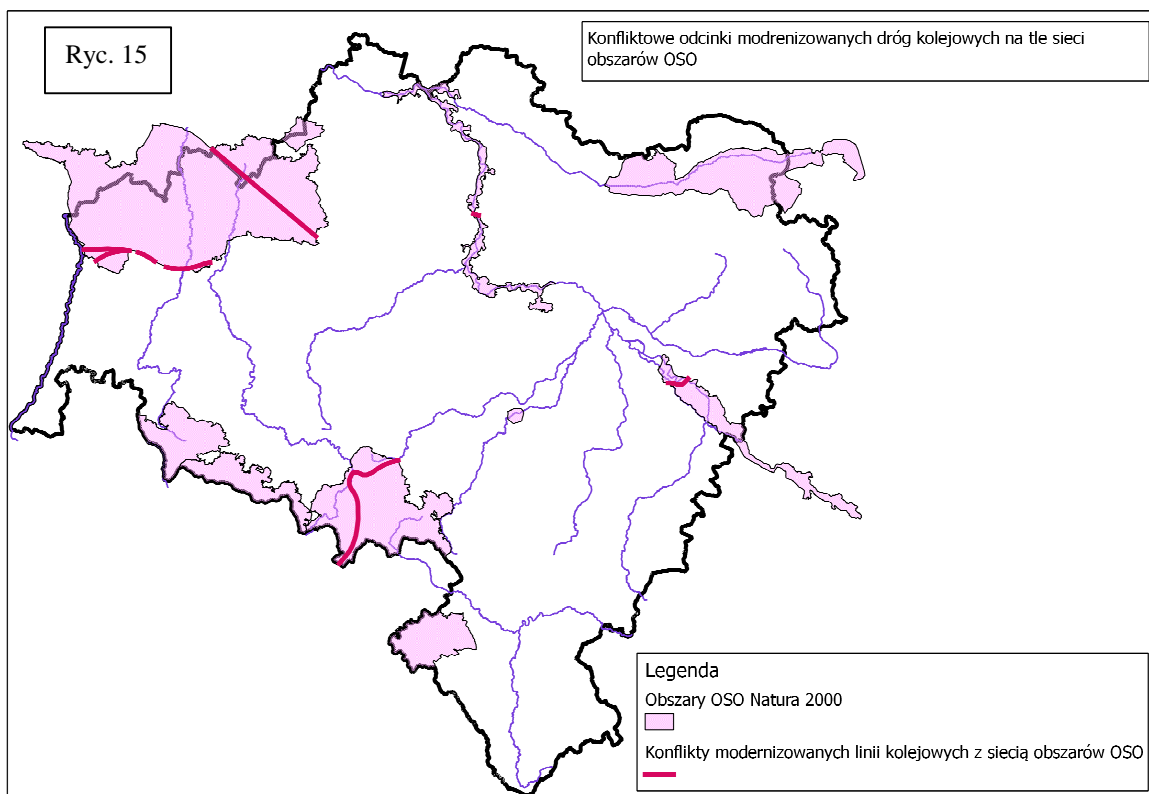 Ryc. 15
Konfliktowe odcinki modrenizowanych dróg kolejowych na tle sieci
obszarów OSO
Legenda
Obszary OSO Natura 2000
Konflikty modernizowanych linii kolejowych z siecią obszarów OSO